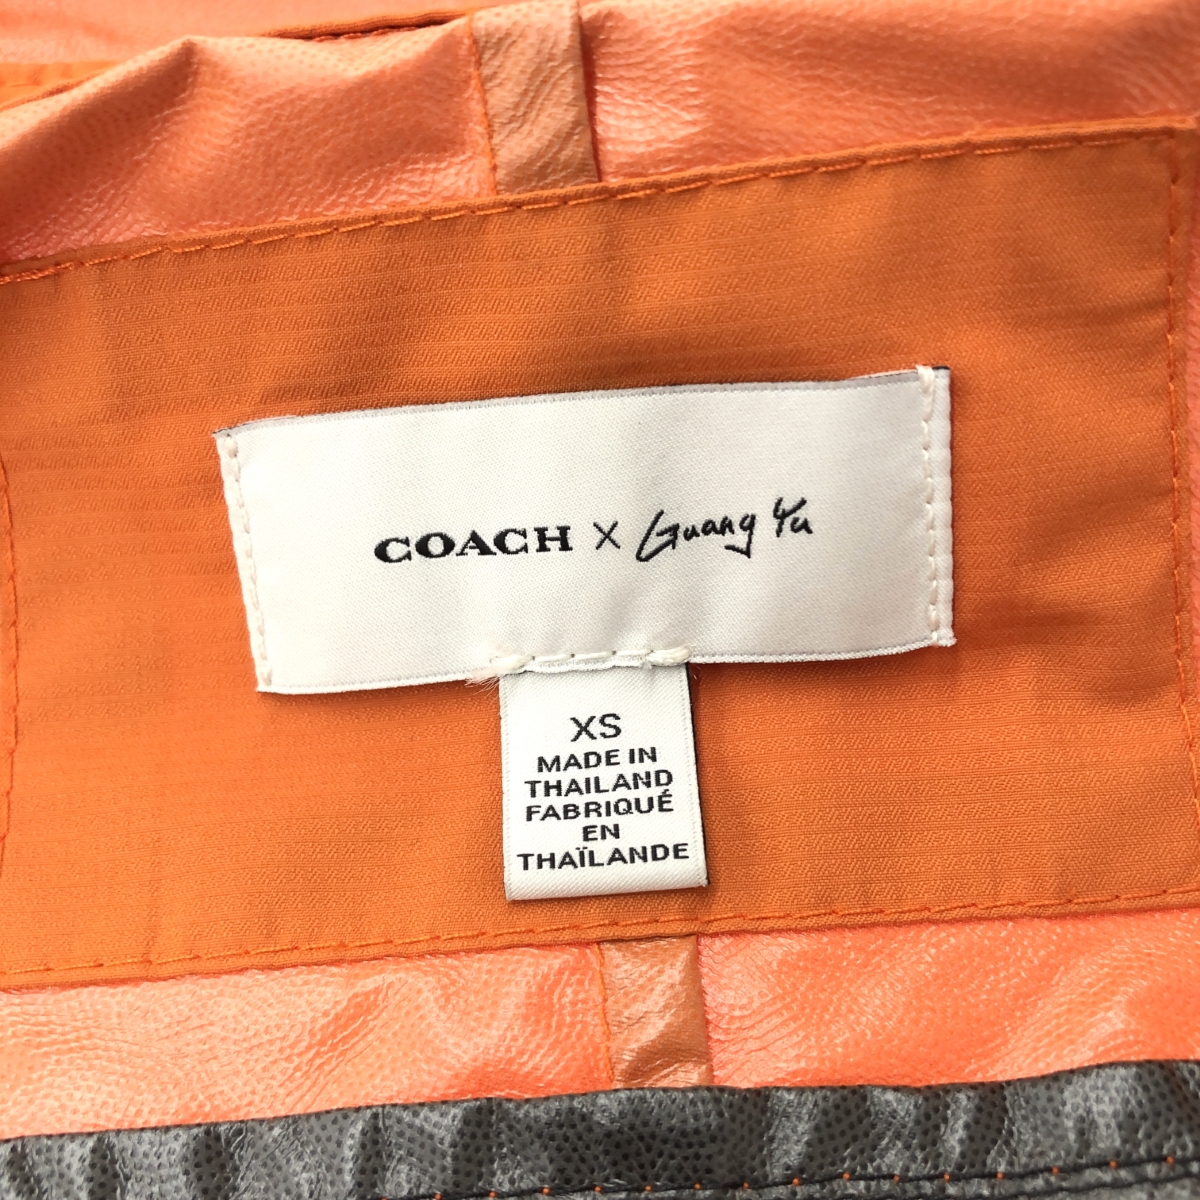 COACH × Guang Yu
XS
MADE IN
THAILAND
FABRIQUÉ
EN
THAÏLANDE